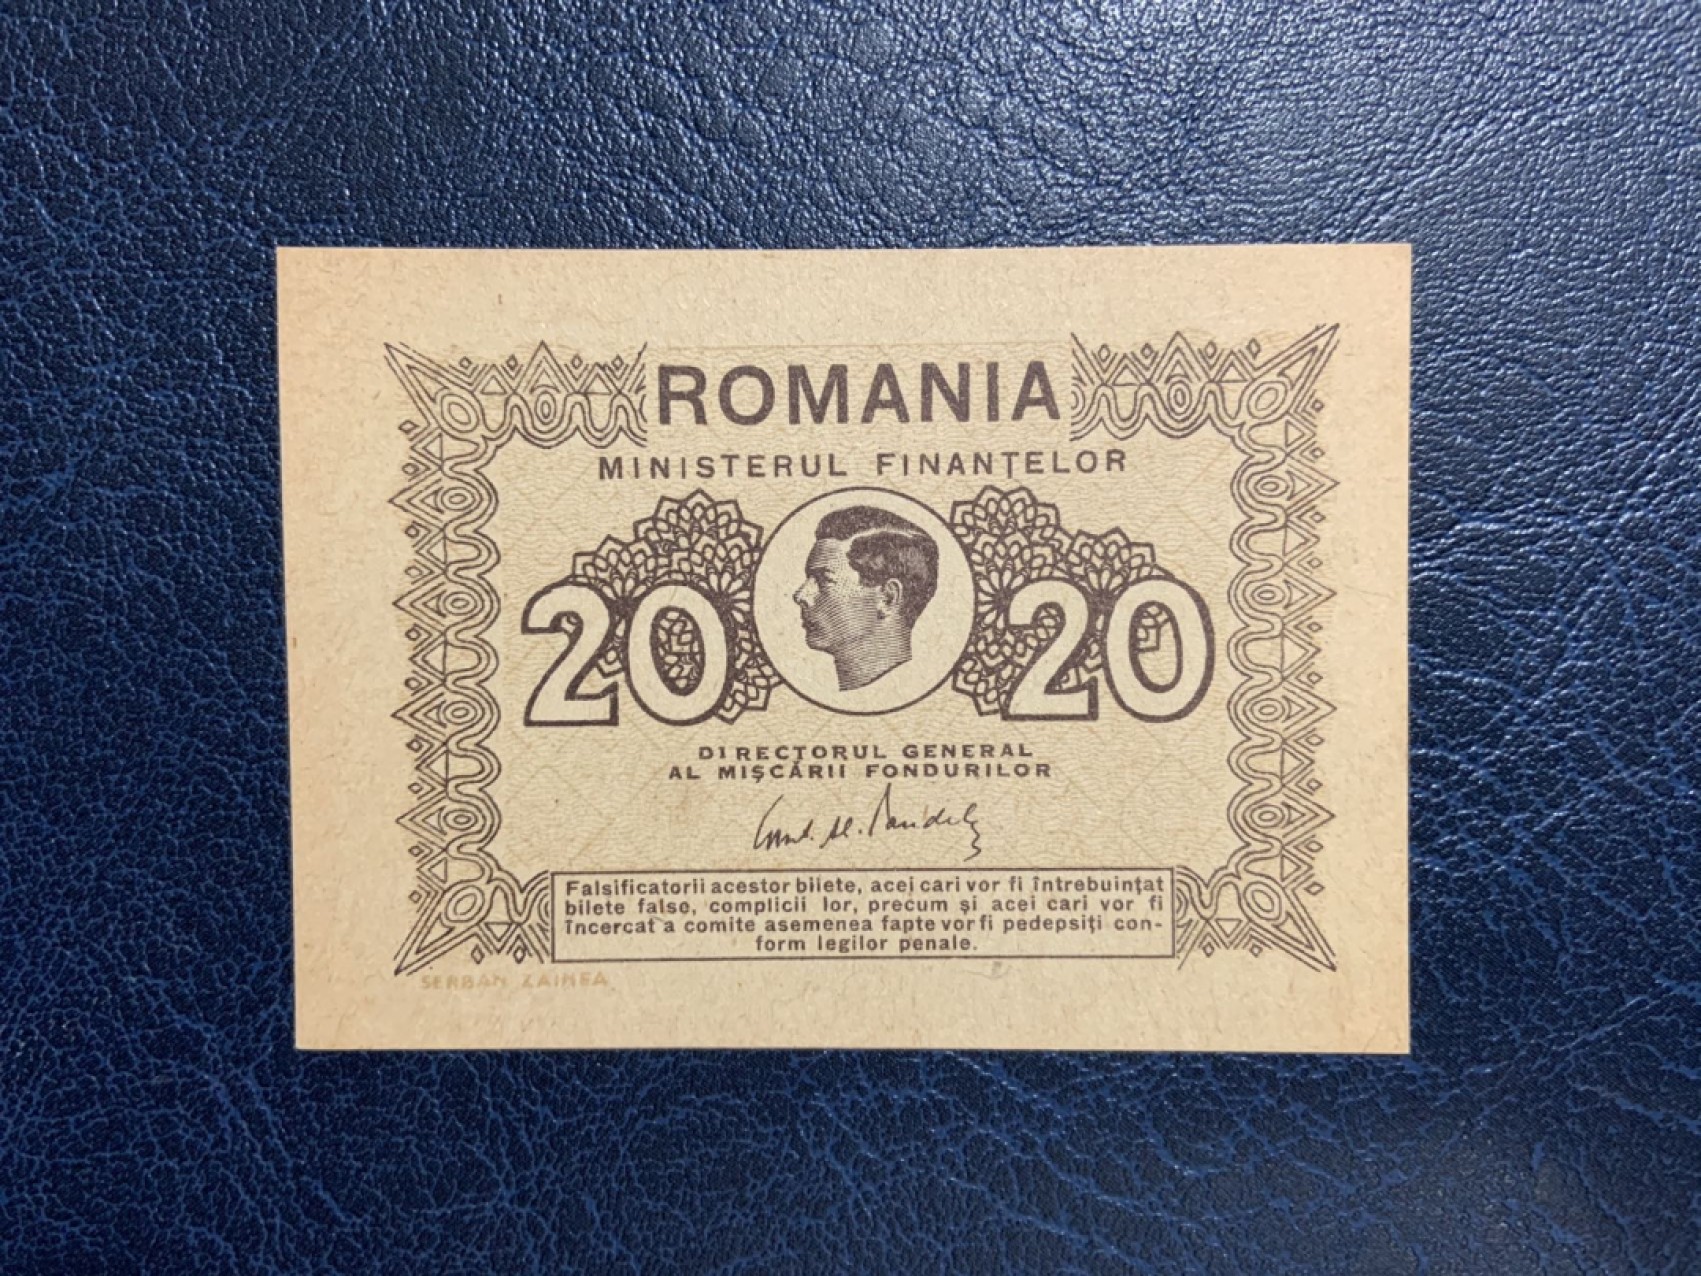 ROMANIA
MINISTERUL FINANȚELOR
20 20
DIRECTORUL GENERAL
AL MIȘCĂRII FONDURILOR
Falsificatorii acestor bilete, acei cari vor fi întrebuințat
bilete false, complicii lor, precum și acei cari vor fi
încercat a comite asemenea fapte vor fi pedepsiți con-
form legilor penale.
SERBAN ZAINEA